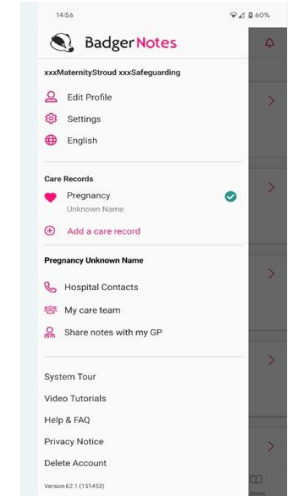 14:56
60%
BadgerNotes
xxxMaternityStroud xxxSafeguarding
Edit Profile
Settings
English
Care Records
Pregnancy
Unknown Name
Add a care record
Pregnancy Unknown Name
Hospital Contacts
My care team
Share notes with my GP
System Tour
Video Tutorials
Help & FAQ
Privacy Notice
Delete Account
Version 62.1 (151452)